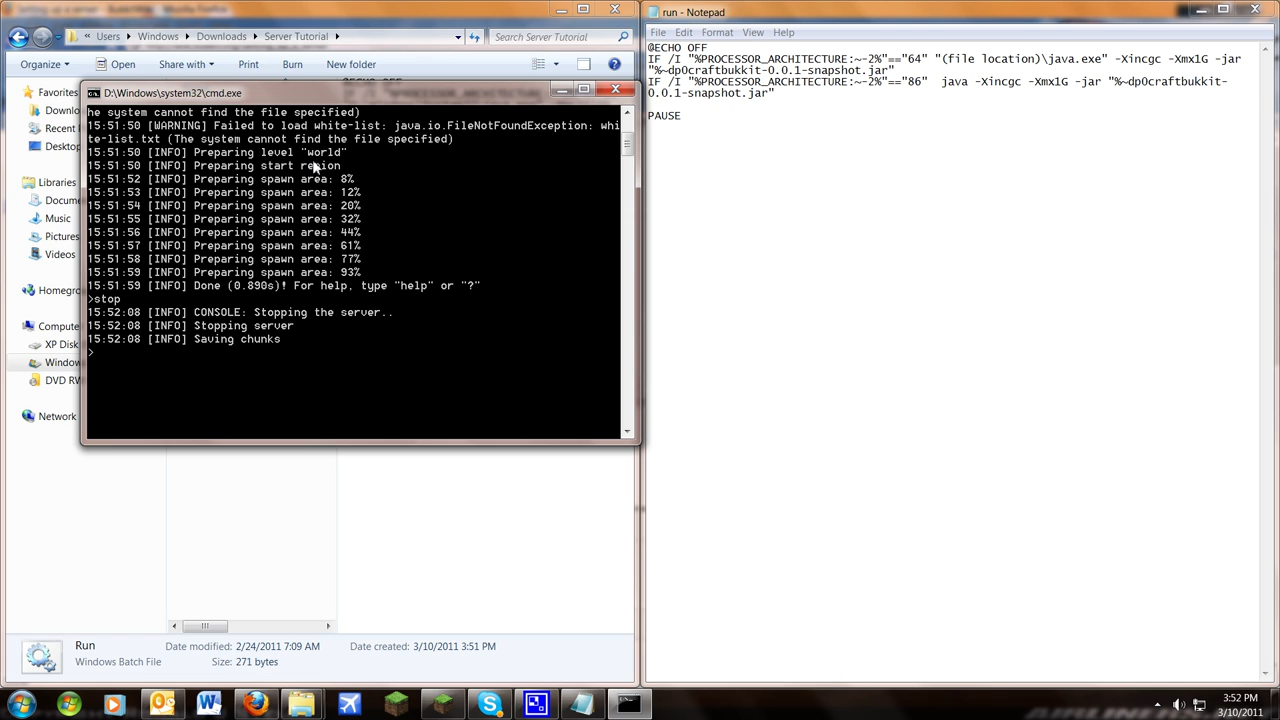 Users
Windows
Downloads
Server Tutorial
Search Server Tutorial
Organize
Open
Share with
Print
Burn
New folder
Favorites
Downlo
Recent
Desktop
Libraries
Docume
Music
Pictures
Videos
Homegro
Compute
XP Disk
Window
DVD RW
Network
D:\Windows\system32\cmd.exe
he system cannot find the file specified)
15:51:50 [WARNING] Failed to load white-list: java.io.FileNotFoundException: whi
te-list.txt (The system cannot find the file specified)
15:51:50 [INFO] Preparing level "world"
15:51:50 [INFO] Preparing start region
15:51:52 [INFO] Preparing spawn area: 8%
15:51:53 [INFO] Preparing spawn area: 12%
15:51:54 [INFO] Preparing spawn area: 20%
15:51:55 [INFO] Preparing spawn area: 32%
15:51:56 [INFO] Preparing spawn area: 44%
15:51:57 [INFO] Preparing spawn area: 61%
15:51:58 [INFO] Preparing spawn area: 77%
15:51:59 [INFO] Preparing spawn area: 93%
15:51:59 [INFO] Done (0.890s)! For help, type "help" or "?"
>stop
15:52:08 [INFO] CONSOLE: Stopping the server..
15:52:08 [INFO] Stopping server
15:52:08 [INFO] Saving chunks
>
Run
Windows Batch File
Date modified: 2/24/2011 7:09 AM
Size: 271 bytes
Date created: 3/10/2011 3:51 PM
run - Notepad
File Edit Format View Help
@ECHO OFF
IF /I "%PROCESSOR_ARCHITECTURE:~-2%"=="64" "(file location)\java.exe" -Xincgc -Xmx1G -jar
"%~dp0craftbukkit-0.0.1-snapshot.jar"
IF /I "%PROCESSOR_ARCHITECTURE:~-2%"=="86"  java -Xincgc -Xmx1G -jar "%~dp0craftbukkit-
0.0.1-snapshot.jar"
PAUSE
3:52 PM
3/10/2011